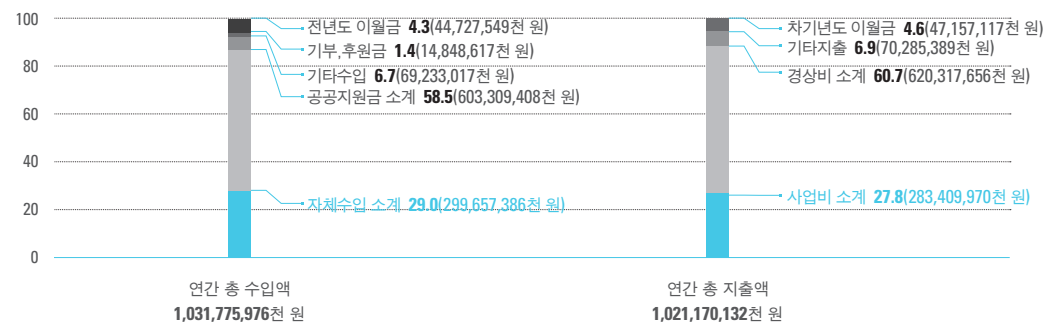 100
80
60
40
20
0
전년도 이월금 4.3(44,727,549천 원)
기부,후원금 1.4(14,848,617천 원)
기타수입 6.7(69,233,017천 원)
공공지원금 소계 58.5(603,309,408천 원)
자체수입 소계 29.0(299,657,386천 원)
차기년도 이월금 4.6(47,157,117천 원)
기타지출 6.9(70,285,389천 원)
경상비 소계 60.7(620,317,656천 원)
사업비 소계 27.8(283,409,970천 원)
연간 총 수입액
1,031,775,976천 원
연간 총 지출액
1,021,170,132천 원